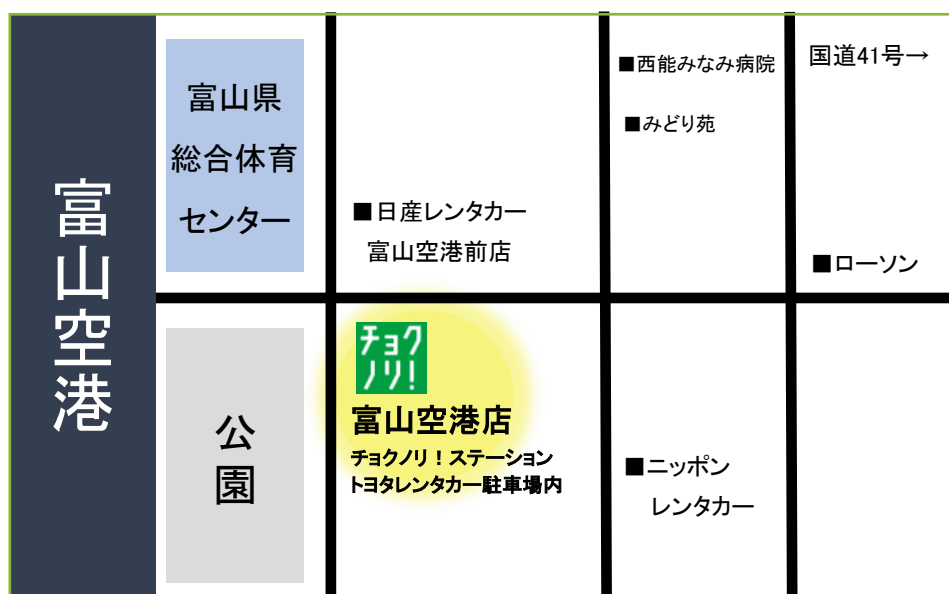 富山空港
富山県
総合体育
センター
■日産レンタカー
富山空港前店
■西能みなみ病院
■みどり苑
国道41号→
■ローソン
公
園
チョク
ノリ!
富山空港店
チョクノリ！ステーション
トヨタレンタカー駐車場内
■ニッポン
レンタカー